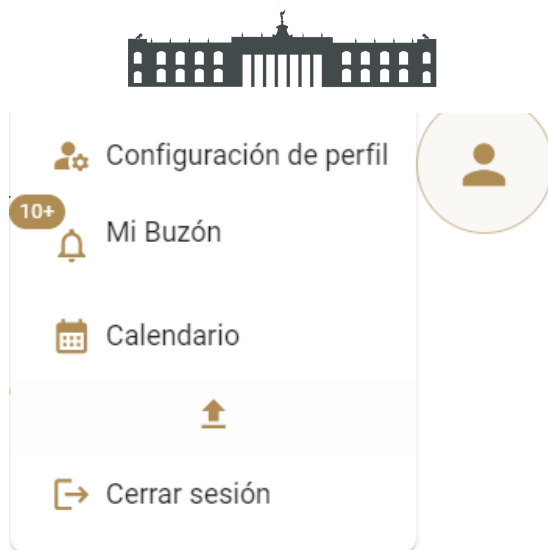 Configuración de perfil
10+
Mi Buzón
Calendario
Cerrar sesión